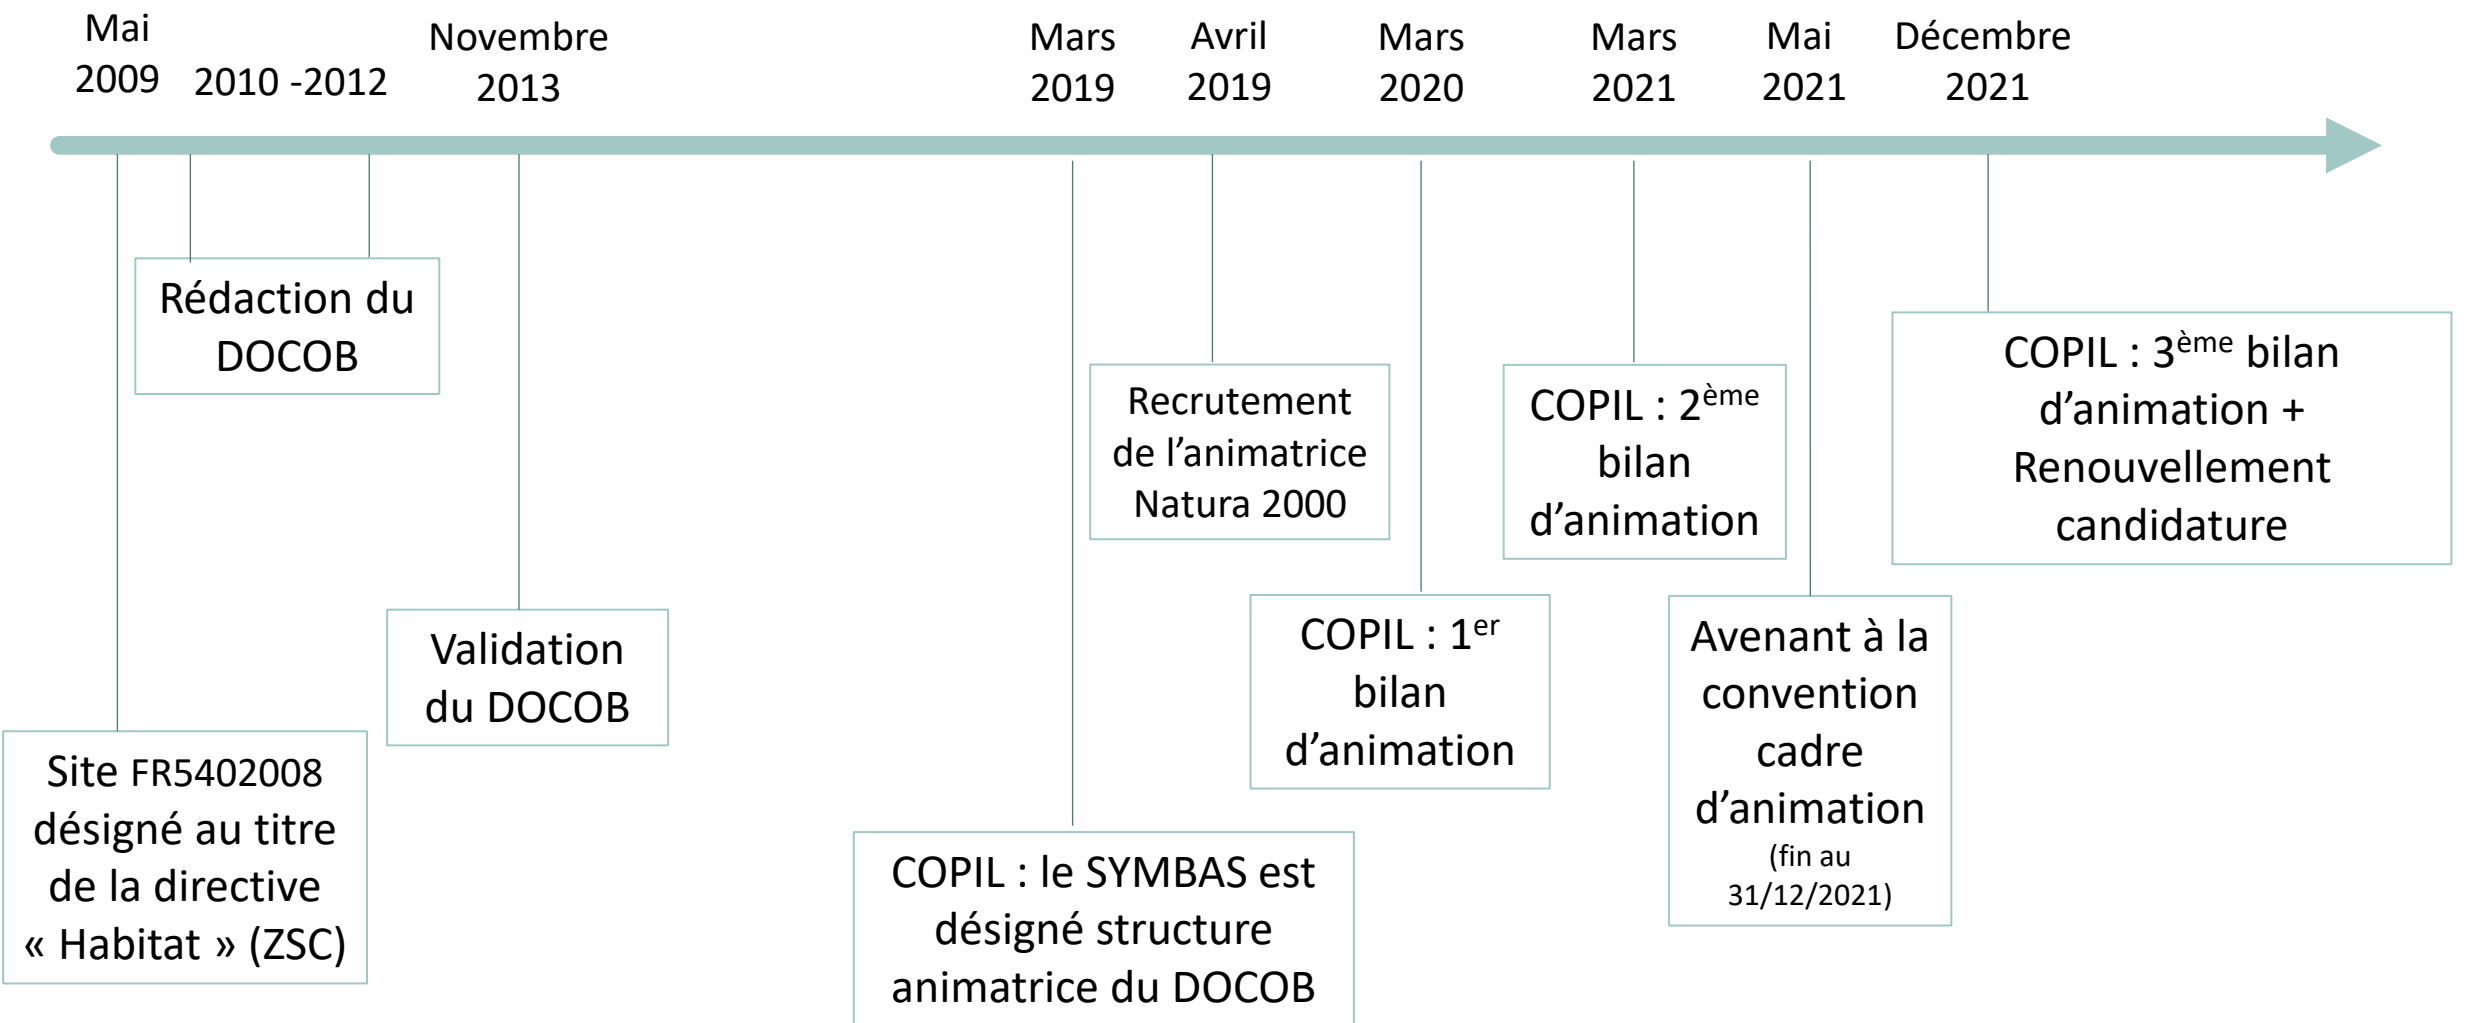 Mai
2009
2010 -2012
Novembre
2013
Mars
2019
Avril
2019
Mars
2020
Mars
2021
Mai
2021
Décembre
2021
Rédaction du
DOCOB
Recrutement
de l’animatrice
Natura 2000
COPIL : 2ème
bilan
d’animation
COPIL : 3ème bilan
d’animation +
Renouvellement
candidature
Validation
du DOCOB
COPIL : 1er
bilan
d’animation
Avenant à la
convention
cadre
d’animation
(fin au
31/12/2021)
Site FR5402008
désigné au titre
de la directive
« Habitat » (ZSC)
COPIL : le SYMBAS est
désigné structure
animatrice du DOCOB